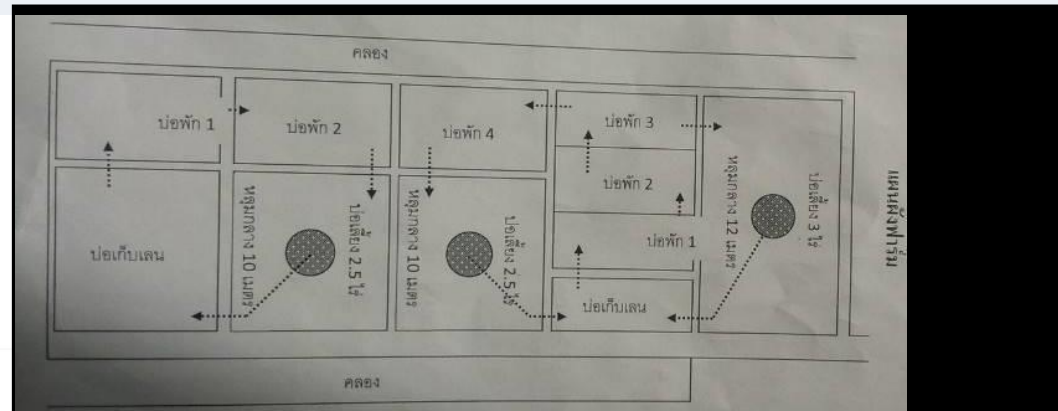 คลอง
บ่อพัก 1
บ่อพัก 2
บ่อพัก 4
บ่อพัก 3
บ่อพัก 2
บ่อพัก 1
บ่อเก็บเลน
หลุมกลาง 10 เมตร
บ่อเลี้ยง 2.5 ไร่
หลุมกลาง 10 เมตร
บ่อเลี้ยง 2.5 ไร่
บ่อเก็บเลน
หลุมกลาง 12 เมตร
บ่อเลี้ยง 3 ไร่
แผนผังฟาร์ม
คลอง